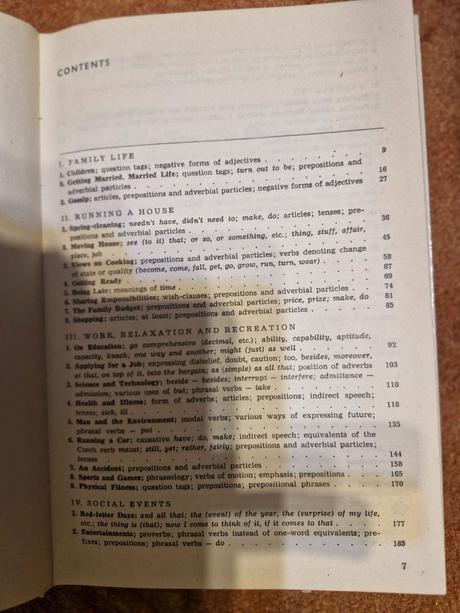 CONTENTS
I. FAMILY LIFE
1. Children; question tags; negative forms of adjectives . . . 9
2. Getting Married. Married Life; question tags; turn out to be; prepositions and
adverbial particles . . . 16
3. Gossip; articles, prepositions and adverbial particles; negative forms of adjectives 27
II. RUNNING A HOUSE
1. Spring-cleaning; needn't have, didn't need to; make, do; articles; tenses; pre-
positions and adverbial particles . . . 36
2. Moving House; see (to it) that; or so, or something, etc.; thing, stuff, affair,
place, job . . . 45
3. Views on Cooking; prepositions and adverbial particles; verbs denoting change
of state or quality (become, come, fall, get, go, grow, run, turn, wear) . . . 58
4. Getting Ready . . . 67
5. Being Late; meanings of time . . . 69
6. Sharing Responsibilities; wish-clauses; prepositions and adverbial particles . . . 74
7. The Family Budget; prepositions and adverbial particles; price, prize; make, do 81
8. Shopping; articles; at least; prepositions and adverbial particles . . . 85
III. WORK, RELAXATION AND RECREATION
1. On Education; go comprehensive (decimal, etc.); ability, capability, aptitude,
capacity, knack; one way and another; might (just) as well . . . 92
2. Applying for a Job; expressing disbelief, doubt, caution; too, besides, moreover,
at that, on top of it, into the bargain; as (simple) as all that; position of adverbs 103
3. Science and Technology; beside — besides; interrupt — interfere; admittance —
admission; various uses of but; phrasal verbs — take . . . 110
4. Health and Illness; form of adverbs; articles; prepositions; indirect speech;
tenses; sick, ill . . . 118
5. Man and the Environment; modal verbs; various ways of expressing future;
phrasal verbs — put . . . 135
6. Running a Car; causative have; do, make; indirect speech; equivalents of the
Czech verb mazat; still, yet; rather, fairly; prepositions and adverbial particles;
tenses . . . 144
7. An Accident; prepositions and adverbial particles . . . 158
8. Sports and Games; phraseology; verbs of motion; emphasis; prepositions . . . 165
9. Physical Fitness; question tags; prepositions; prepositional phrases . . . 170
IV. SOCIAL EVENTS
1. Red-letter Days; and all that; the (event) of the year, the (surprise) of my life,
etc.; the thing is (that); now I come to think of it, if it comes to that . . . 177
2. Entertainments; proverbs; phrasal verbs instead of one-word equivalents; pre-
fixes; prepositions; phrasal verbs — do . . . 185
7